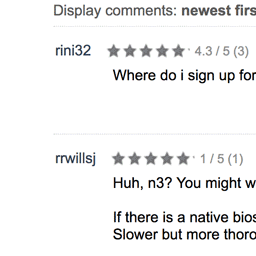 Display comments: newest firs
rini32 4.3 / 5 (3)
Where do i sign up for
rrwillsj 1 / 5 (1)
Huh, n3? You might w
If there is a native bios
Slower but more thoro